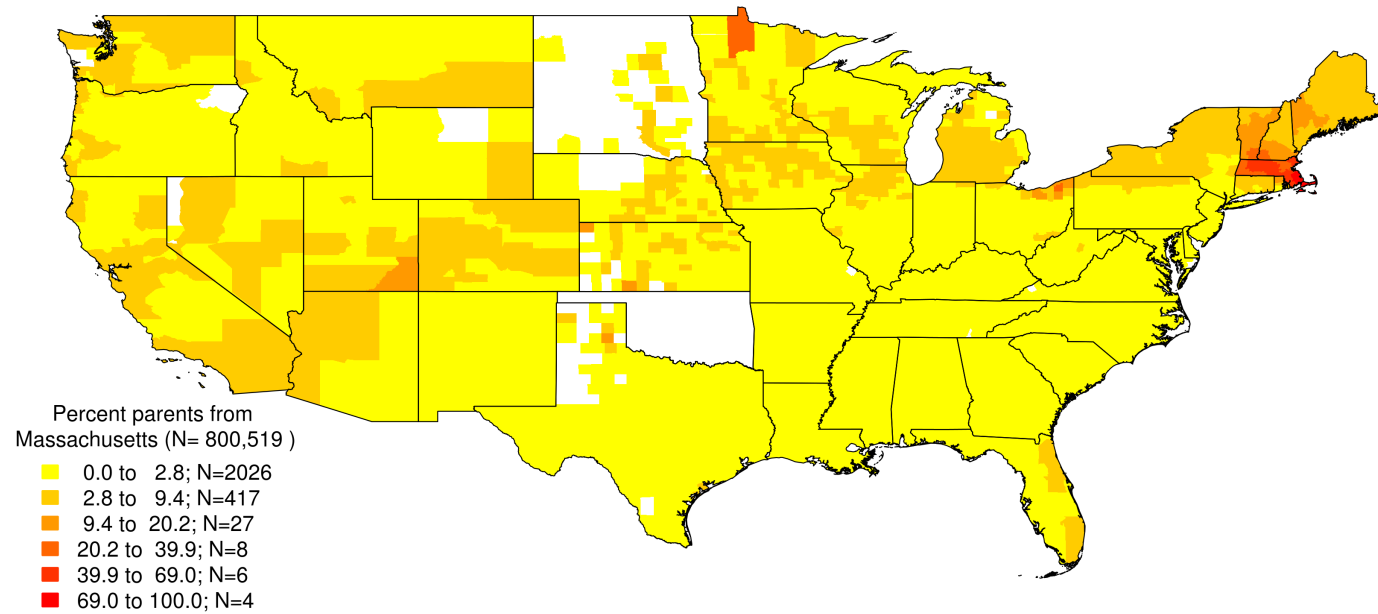 Percent parents from
Massachusetts (N= 800,519 )
0.0 to 2.8; N=2026
2.8 to 9.4; N=417
9.4 to 20.2; N=27
20.2 to 39.9; N=8
39.9 to 69.0; N=6
69.0 to 100.0; N=4